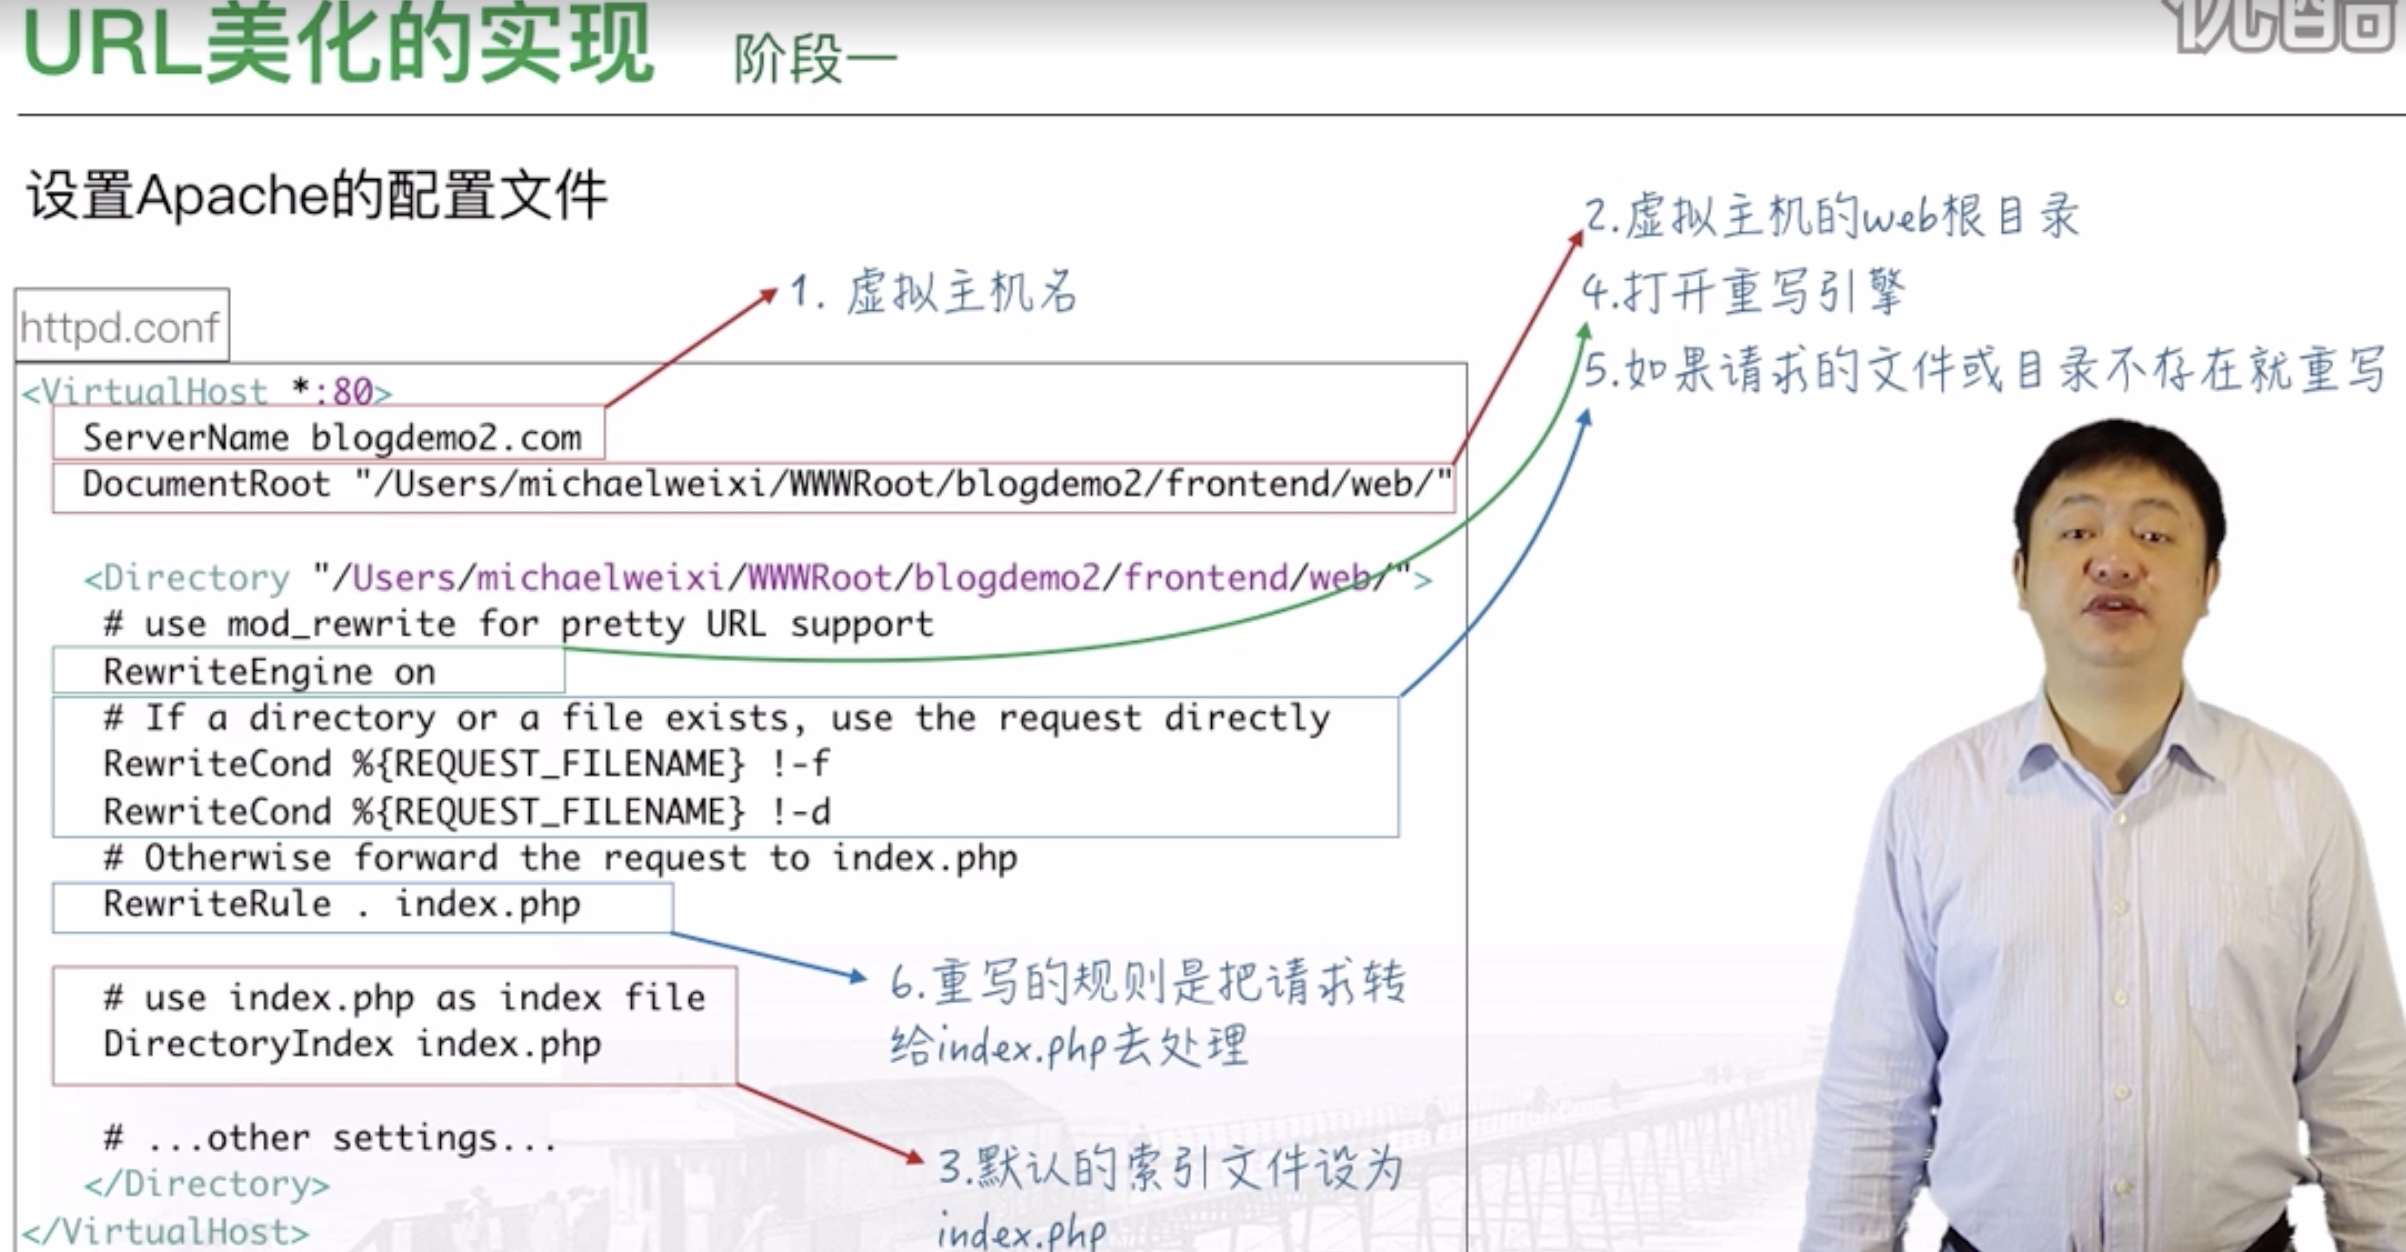 URL美化的实现 阶段一
优酷
设置Apache的配置文件
2.虚拟主机的web根目录
1. 虚拟主机名
4.打开重写引擎
5.如果请求的文件或目录不存在就重写
httpd.conf
<VirtualHost *:80>
ServerName blogdemo2.com
DocumentRoot "/Users/michaelweixi/WWWRoot/blogdemo2/frontend/web/"
<Directory "/Users/michaelweixi/WWWRoot/blogdemo2/frontend/web/">
# use mod_rewrite for pretty URL support
RewriteEngine on
# If a directory or a file exists, use the request directly
RewriteCond %{REQUEST_FILENAME} !-f
RewriteCond %{REQUEST_FILENAME} !-d
# Otherwise forward the request to index.php
RewriteRule . index.php
6.重写的规则是把请求转
给index.php去处理
# use index.php as index file
DirectoryIndex index.php
# ...other settings...
3.默认的索引文件设为
index.php
</Directory>
</VirtualHost>